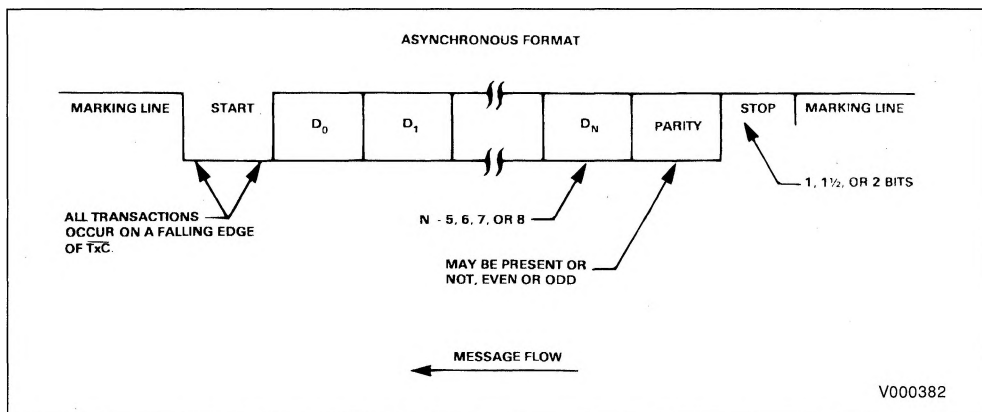 ASYNCHRONOUS FORMAT
MARKING LINE START D0 D1 DN PARITY STOP MARKING LINE
1, 1½, OR 2 BITS
ALL TRANSACTIONS
OCCUR ON A FALLING EDGE
OF T̅x̅C̅.
N - 5, 6, 7, OR 8
MAY BE PRESENT OR
NOT, EVEN OR ODD
MESSAGE FLOW
V000382